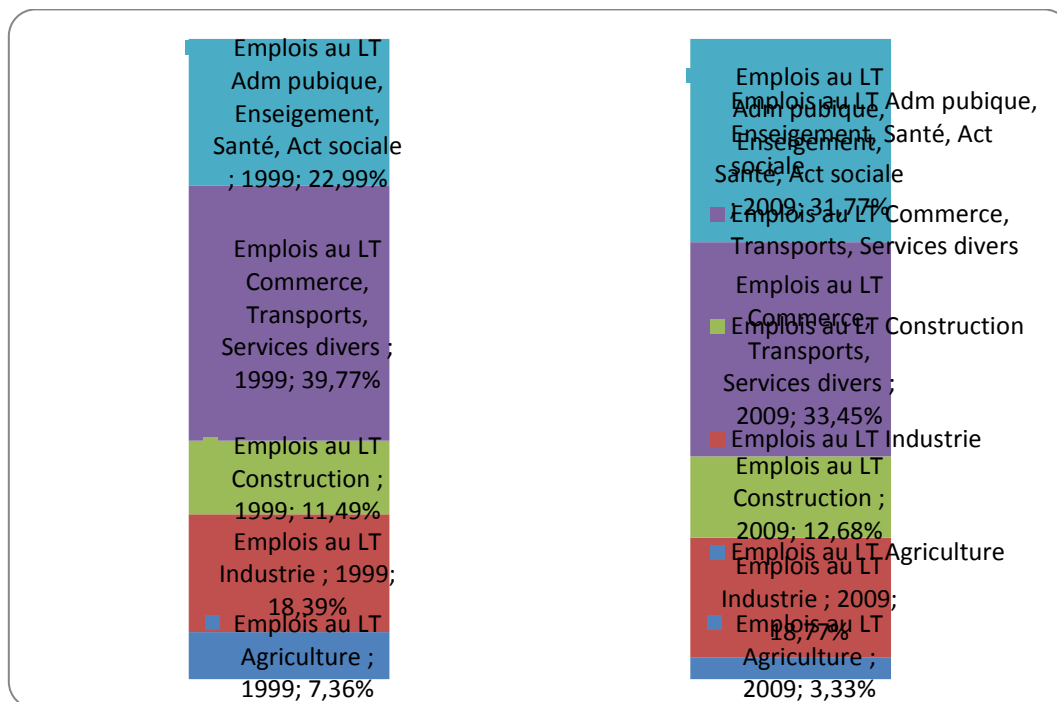 Emplois au LT
Adm pubique,
Enseigement,
Santé, Act sociale
; 1999; 22,99%
Emplois au LT
Commerce,
Transports,
Services divers ;
1999; 39,77%
Emplois au LT
Construction ;
1999; 11,49%
Emplois au LT
Industrie ; 1999;
18,39%
Emplois au LT
Agriculture ;
1999; 7,36%
Emplois au LT
Adm pubique,
Enseigement,
Santé, Act sociale
; 2009; 31,77%
Emplois au LT
Commerce,
Transports,
Services divers ;
2009; 33,45%
Emplois au LT
Construction ;
2009; 12,68%
Emplois au LT
Industrie ; 2009;
18,77%
Emplois au LT
Agriculture ;
2009; 3,33%
Emplois au LT Adm pubique,
Enseigement, Santé, Act
sociale
Emplois au LT Commerce,
Transports, Services divers
Emplois au LT Construction
Emplois au LT Industrie
Emplois au LT Agriculture